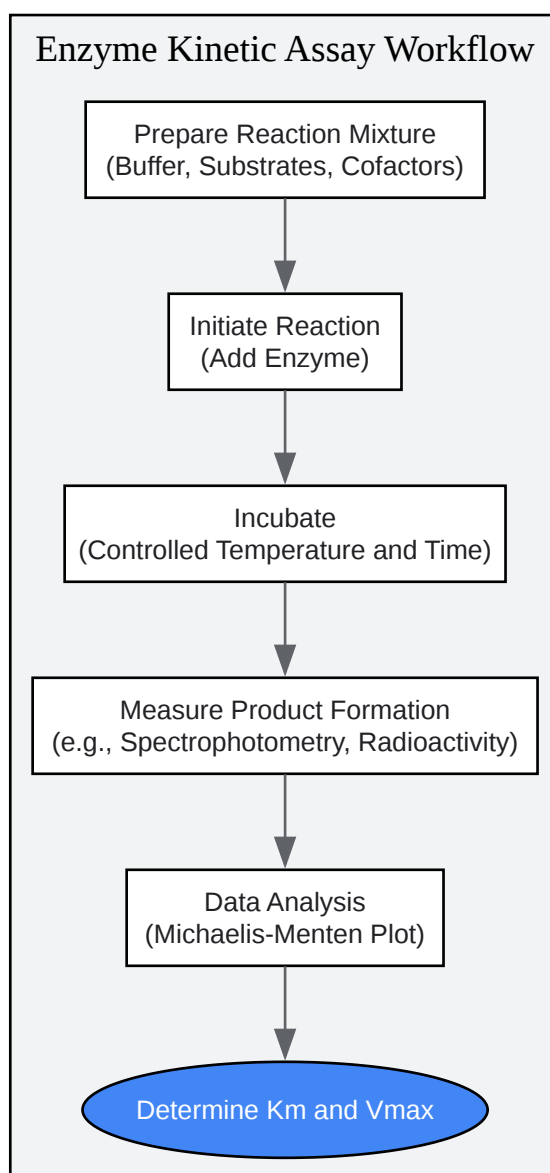 Enzyme Kinetic Assay Workflow
Prepare Reaction Mixture
(Buffer, Substrates, Cofactors)
Initiate Reaction
(Add Enzyme)
Incubate
(Controlled Temperature and Time)
Measure Product Formation
(e.g., Spectrophotometry, Radioactivity)
Data Analysis
(Michaelis-Menten Plot)
Determine Km and Vmax